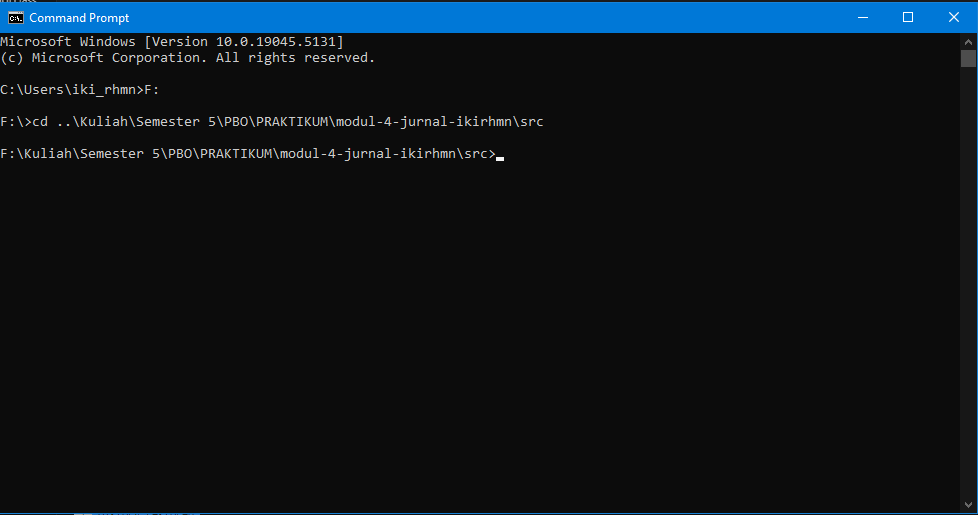 Command Prompt
Microsoft Windows [Version 10.0.19045.5131]
(c) Microsoft Corporation. All rights reserved.
C:\Users\iki_rhmn>F:
F:\>cd ..\Kuliah\Semester 5\PBO\PRAKTIKUM\modul-4-jurnal-ikirhmn\src
F:\Kuliah\Semester 5\PBO\PRAKTIKUM\modul-4-jurnal-ikirhmn\src>